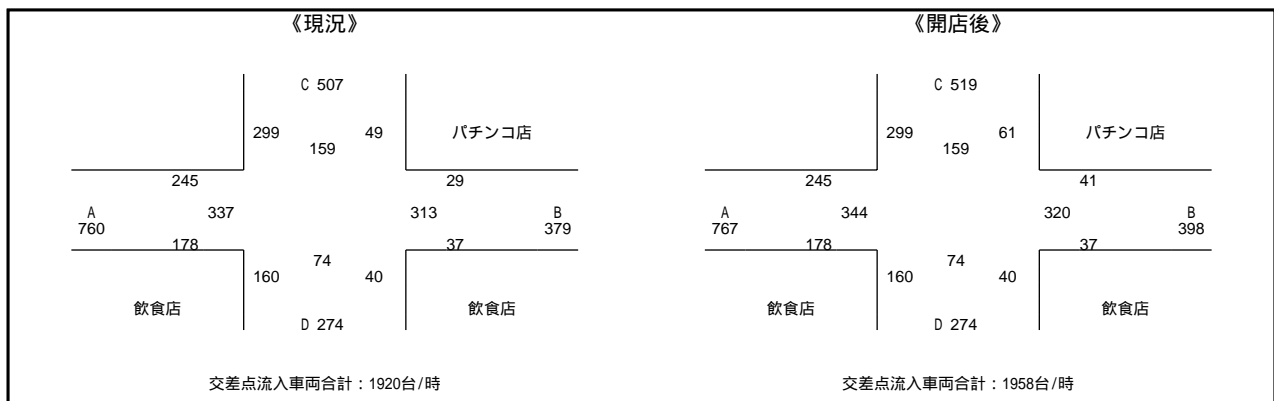 《現況》
C 507
299 49
159
パチンコ店
245 29
A 337 313 B
760 379
178 37
74
160 40
飲食店 飲食店
D 274
交差点流入車両合計：1920台/時
《開店後》
C 519
299 61
159
パチンコ店
245 41
A 344 320 B
767 398
178 37
74
160 40
飲食店 飲食店
D 274
交差点流入車両合計：1958台/時